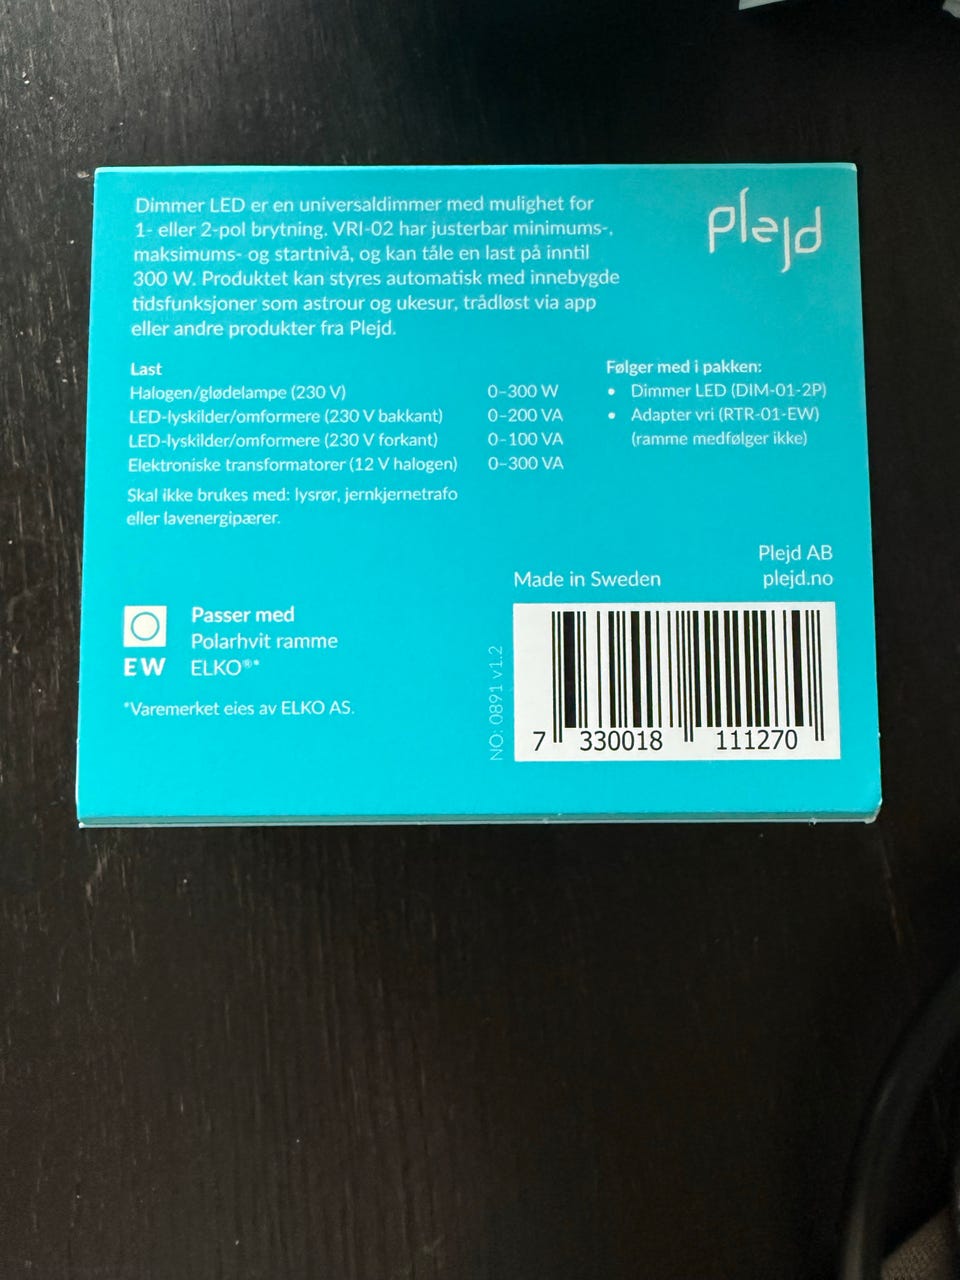 plejd
Dimmer LED er en universaldimmer med mulighet for
1- eller 2-pol brytning. VRI-02 har justerbar minimums-,
maksimums- og startnivå, og kan tåle en last på inntil
300 W. Produktet kan styres automatisk med innebygde
tidsfunksjoner som astrour og ukesur, trådløst via app
eller andre produkter fra Plejd.
Last
Halogen/glødelampe (230 V) 0–300 W
LED-lyskilder/omformere (230 V bakkant) 0–200 VA
LED-lyskilder/omformere (230 V forkant) 0–100 VA
Elektroniske transformatorer (12 V halogen) 0–300 VA
Skal ikke brukes med: lysrør, jernkjernetrafo
eller lavenergipærer.
Følger med i pakken:
• Dimmer LED (DIM-01-2P)
• Adapter vri (RTR-01-EW)
(ramme medfølger ikke)
Plejd AB
Made in Sweden plejd.no
Passer med
Polarhvit ramme
EW ELKO®*
*Varemerket eies av ELKO AS.
NO: 0891 v1.2
7 330018 111270